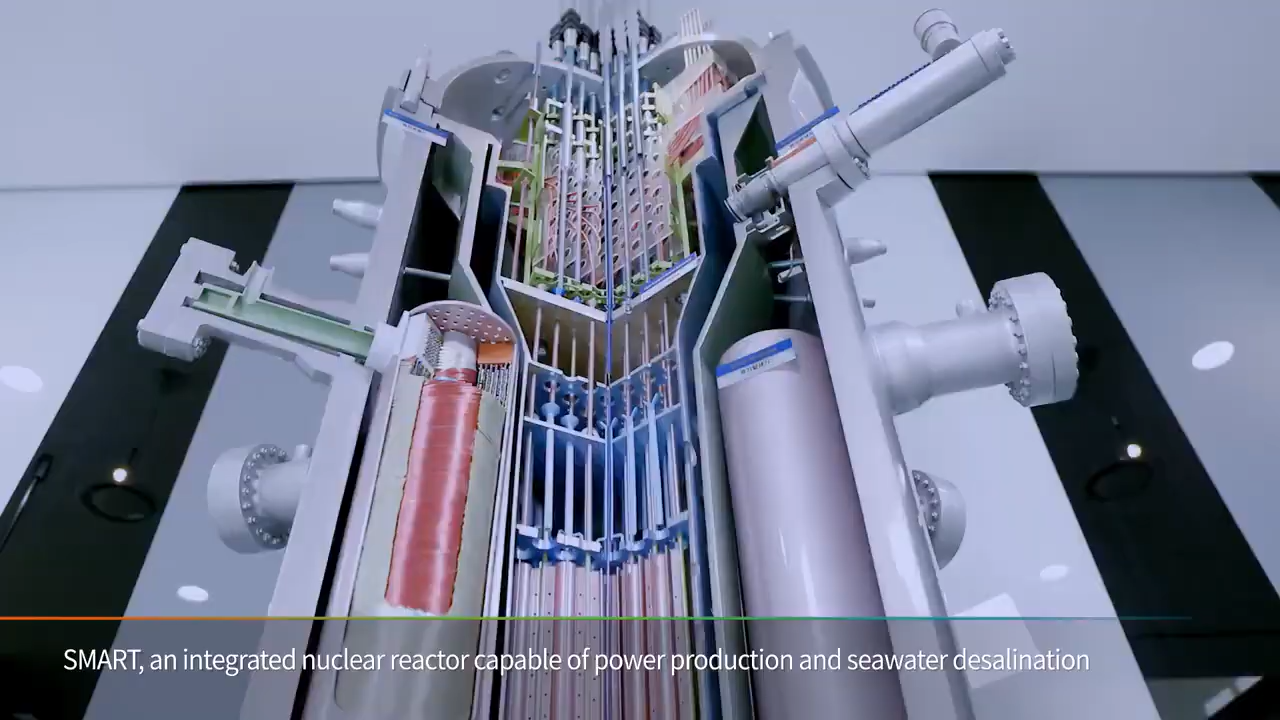 SMART, an integrated nuclear reactor capable of power production and seawater desalination